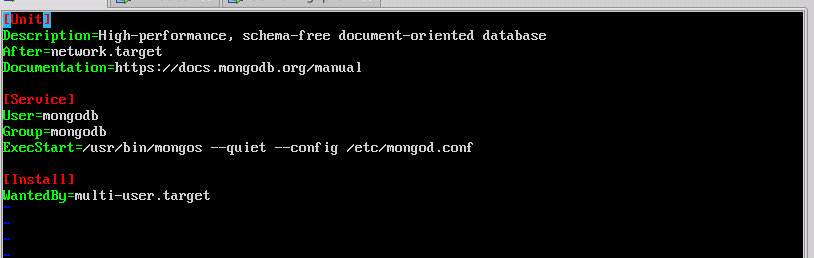 [Unit]
Description=High-performance, schema-free document-oriented database
After=network.target
Documentation=https://docs.mongodb.org/manual
[Service]
User=mongodb
Group=mongodb
ExecStart=/usr/bin/mongos --quiet --config /etc/mongod.conf
[Install]
WantedBy=multi-user.target
~
~
~
~